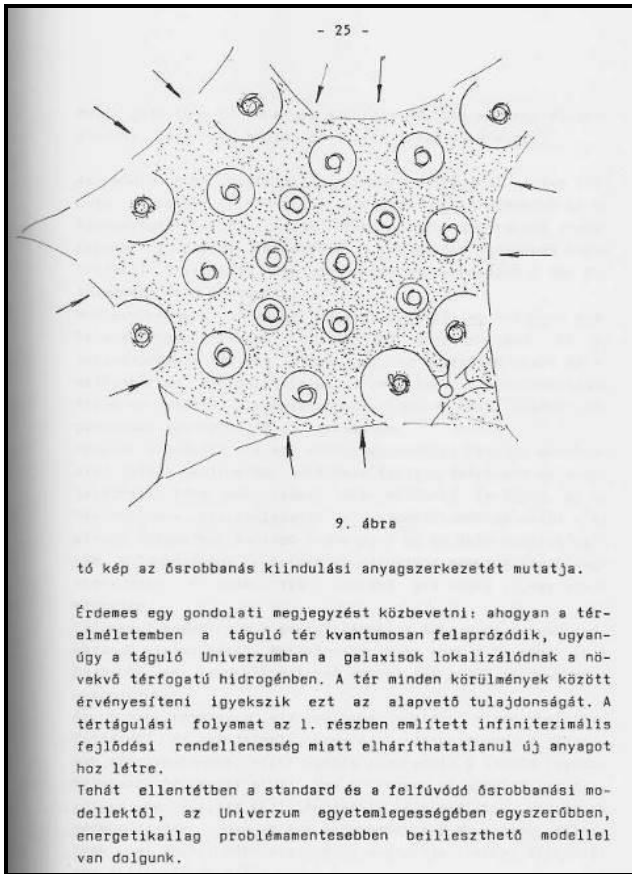 - 25 -
9. ábra
tó kép az ősrobbanás kiindulási anyagszerkezetét mutatja.
Érdemes egy gondolati megjegyzést közbevetni: ahogyan a tér-
elméletemben a táguló tér kvantumosan felaprózódik, ugyan-
úgy a táguló Univerzumban a galaxisok lokalizálódnak a nö-
vekvő térfogatú hidrogénben. A tér minden körülmények között
érvényesíteni igyekszik ezt az alapvető tulajdonságát. A
tértágulási folyamat az 1. részben említett infinitezimális
fejlődési rendellenesség miatt elháríthatatlanul új anyagot
hoz létre.
Tehát ellentétben a standard és a felfúvódó ősrobbanási mo-
dellektől, az Univerzum egyetemlegességében egyszerűbben,
energetikailag problémamentesebben beilleszthető modellel
van dolgunk.